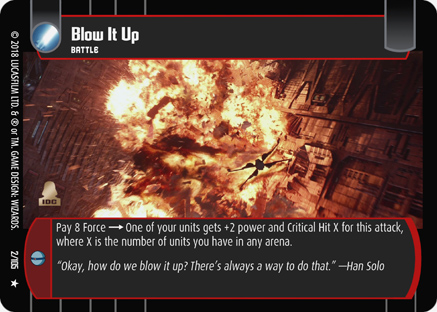 Blow It Up
BATTLE
© 2018 LUCASFILM LTD. & ® or TM. GAME DESIGN, WIZARDS.
2/105
IDC
Pay 8 Force → One of your units gets +2 power and Critical Hit X for this attack,
where X is the number of units you have in any arena.
“Okay, how do we blow it up? There's always a way to do that.” —Han Solo